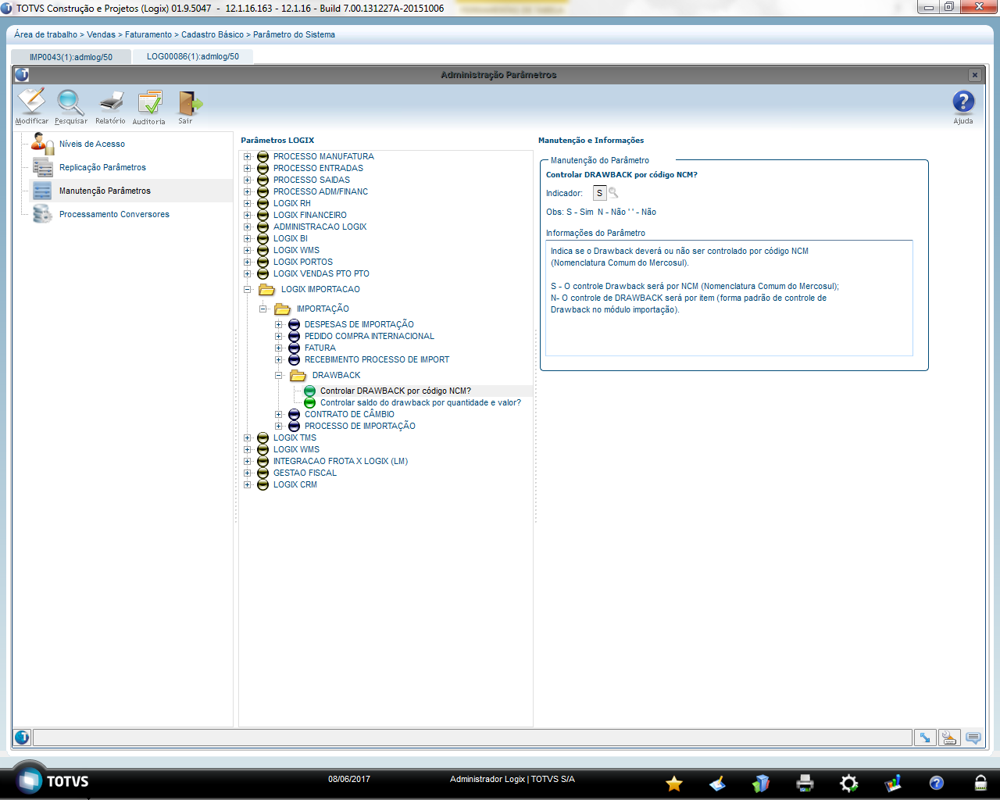 TOTVS Construção e Projetos (Logix) 01.9.5047 - 12.1.16.163 - 12.1.16 - Build 7.00.131227A-20151006
Área de trabalho > Vendas > Faturamento > Cadastro Básico > Parâmetro do Sistema
IMP0043(1):admlog/50
LOG00086(1):admlog/50
Administração Parâmetros
Modificar
Pesquisar
Relatório
Auditoria
Sair
Ajuda
Níveis de Acesso
Replicação Parâmetros
Manutenção Parâmetros
Processamento Conversores
Parâmetros LOGIX
PROCESSO MANUFATURA
PROCESSO ENTRADAS
PROCESSO SAIDAS
PROCESSO ADM/FINANC
LOGIX RH
LOGIX FINANCEIRO
ADMINISTRACAO LOGIX
LOGIX BI
LOGIX WMS
LOGIX PORTOS
LOGIX VENDAS PTO PTO
LOGIX IMPORTACAO
IMPORTAÇÃO
DESPESAS DE IMPORTAÇÃO
PEDIDO COMPRA INTERNACIONAL
FATURA
RECEBIMENTO PROCESSO DE IMPORT
DRAWBACK
Controlar DRAWBACK por código NCM?
Controlar saldo do drawback por quantidade e valor?
CONTRATO DE CÂMBIO
PROCESSO DE IMPORTAÇÃO
LOGIX TMS
LOGIX WMS
INTEGRACAO FROTA X LOGIX (LM)
GESTAO FISCAL
LOGIX CRM
Manutenção e Informações
Manutenção do Parâmetro
Controlar DRAWBACK por código NCM?
Indicador: S
Obs: S - Sim N - Não ' ' - Não
Informações do Parâmetro
Indica se o Drawback deverá ou não ser controlado por código NCM
(Nomenclatura Comum do Mercosul).
S - O controle Drawback será por NCM (Nomenclatura Comum do Mercosul);
N- O controle de DRAWBACK será por item (forma padrão de controle de
Drawback no módulo importação).
TOTVS
08/06/2017
Administrador Logix | TOTVS S/A